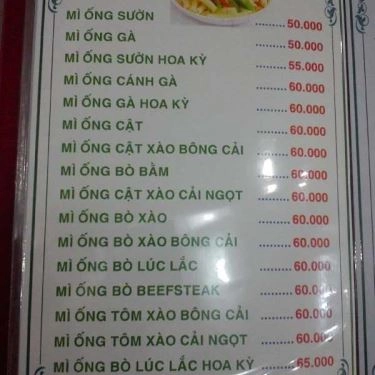 MÌ ỐNG SƯỜN ......... 50.000
MÌ ỐNG GÀ ......... 50.000
MÌ ỐNG SƯỜN HOA KỲ ......... 55.000
MÌ ỐNG CÁNH GÀ ......... 60.000
MÌ ỐNG GÀ HOA KỲ ......... 60.000
MÌ ỐNG CẬT ......... 60.000
MÌ ỐNG CẬT XÀO BÔNG CẢI ......... 60.000
MÌ ỐNG BÒ BẰM ......... 60.000
MÌ ỐNG CẬT XÀO CẢI NGỌT ......... 60.000
MÌ ỐNG BÒ XÀO ......... 60.000
MÌ ỐNG BÒ XÀO BÔNG CẢI ......... 60.000
MÌ ỐNG BÒ LÚC LẮC ......... 60.000
MÌ ỐNG BÒ BEEFSTEAK ......... 60.000
MÌ ỐNG TÔM XÀO BÔNG CẢI ......... 60.000
MÌ ỐNG TÔM XÀO CẢI NGỌT ......... 60.000
MÌ ỐNG BÒ LÚC LẮC HOA KỲ ......... 65.000